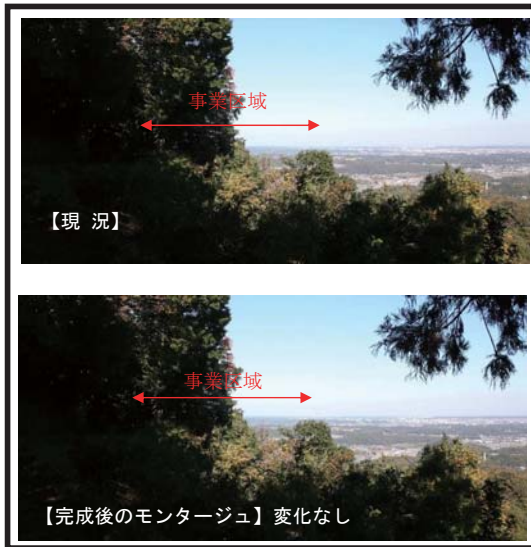 事業区域
【現 況】
事業区域
【完成後のモンタージュ】変化なし